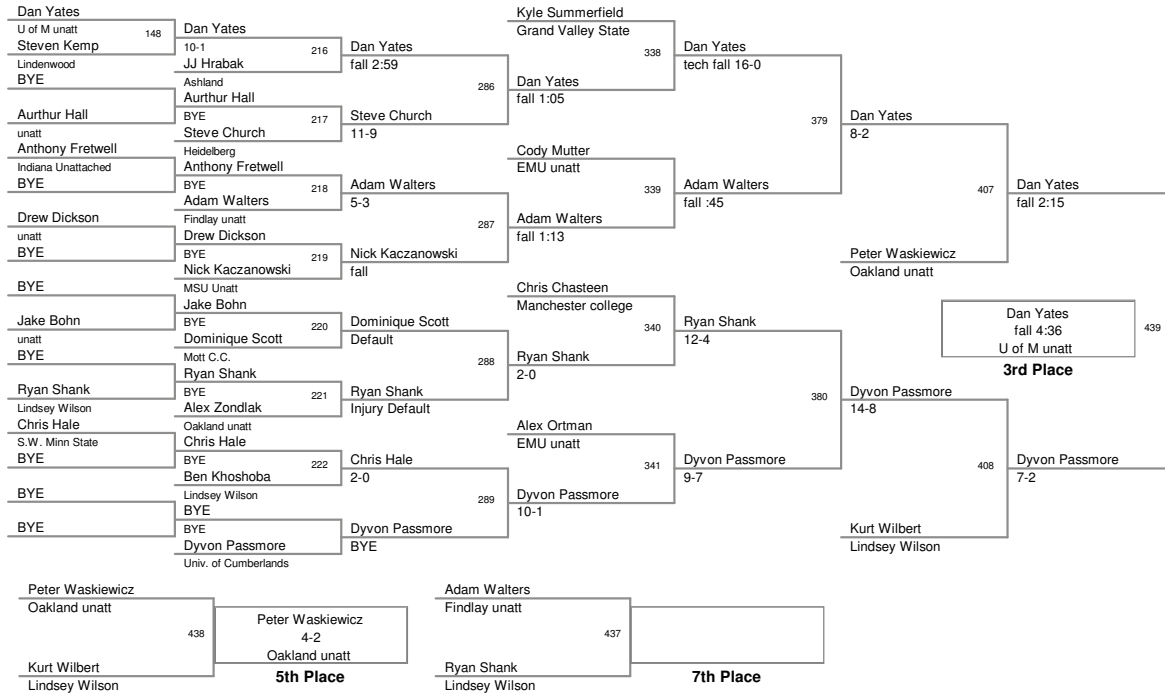 Dan Yates
U of M unatt
148
Steven Kemp
Lindenwood
BYE
Aurthur Hall
unatt
Anthony Fretwell
Indiana Unattached
BYE
Drew Dickson
unatt
BYE
BYE
Jake Bohn
unatt
BYE
Ryan Shank
Lindsey Wilson
Chris Hale
S.W. Minn State
BYE
BYE
BYE
Dan Yates
10-1
216
JJ Hrabak
Ashland
Aurthur Hall
BYE
217
Steve Church
Heidelberg
Anthony Fretwell
BYE
218
Adam Walters
Findlay unatt
Drew Dickson
BYE
219
Nick Kaczanowski
MSU Unatt
Jake Bohn
BYE
220
Dominique Scott
Mott C.C.
Ryan Shank
BYE
221
Alex Zondlak
Oakland unatt
Chris Hale
BYE
222
Ben Khoshoba
Lindsey Wilson
BYE
BYE
Dyvon Passmore
Univ. of Cumberlands
Dan Yates
fall 2:59
286
Steve Church
11-9
Adam Walters
5-3
287
Nick Kaczanowski
fall
Dominique Scott
Default
288
Ryan Shank
Injury Default
Chris Hale
2-0
289
Dyvon Passmore
BYE
Kyle Summerfield
Grand Valley State
338
Dan Yates
fall 1:05
Cody Mutter
EMU unatt
339
Adam Walters
fall 1:13
Chris Chasteen
Manchester college
340
Ryan Shank
2-0
Alex Ortman
EMU unatt
341
Dyvon Passmore
10-1
Dan Yates
tech fall 16-0
379
Adam Walters
fall :45
Ryan Shank
12-4
380
Dyvon Passmore
9-7
Dan Yates
8-2
407
Peter Waskiewicz
Oakland unatt
Dyvon Passmore
14-8
408
Kurt Wilbert
Lindsey Wilson
Dan Yates
fall 2:15
Dan Yates
fall 4:36
U of M unatt
439
3rd Place
Dyvon Passmore
7-2
Peter Waskiewicz
Oakland unatt
438
Kurt Wilbert
Lindsey Wilson
Peter Waskiewicz
4-2
Oakland unatt
5th Place
Adam Walters
Findlay unatt
437
Ryan Shank
Lindsey Wilson
7th Place